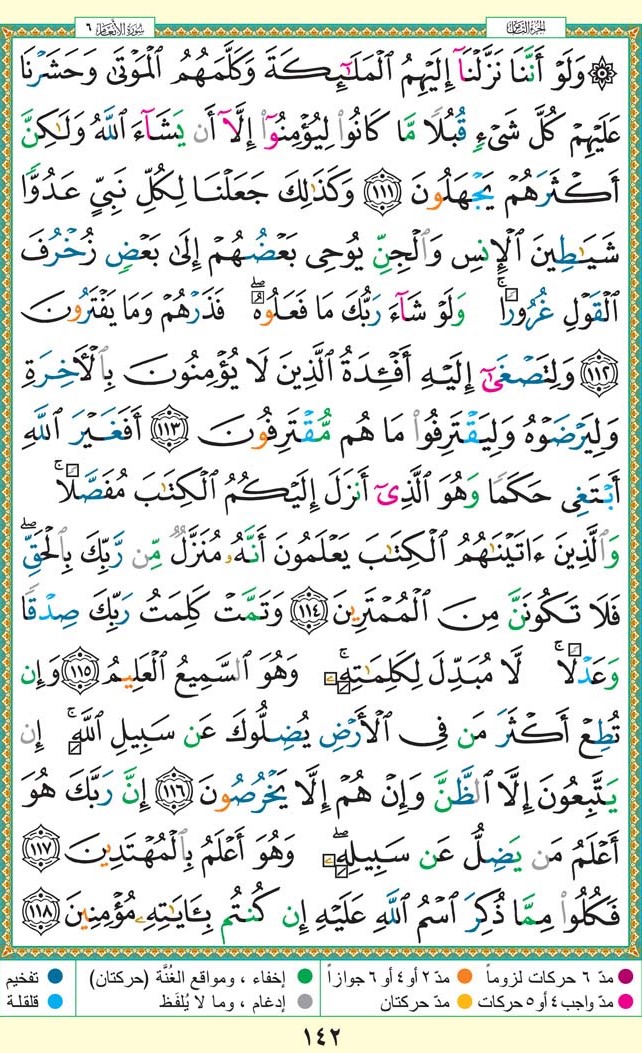 الجزء الثامن
سورة الأنعام ٦
۞ وَلَوْ أَنَّنَا نَزَّلْنَآ إِلَيْهِمُ ٱلْمَلَٰٓئِكَةَ وَكَلَّمَهُمُ ٱلْمَوْتَىٰ وَحَشَرْنَا
عَلَيْهِمْ كُلَّ شَىْءٍ قُبُلًا مَّا كَانُوا۟ لِيُؤْمِنُوٓا۟ إِلَّآ أَن يَشَآءَ ٱللَّهُ وَلَٰكِنَّ
أَكْثَرَهُمْ يَجْهَلُونَ ١١١ وَكَذَٰلِكَ جَعَلْنَا لِكُلِّ نَبِىٍّ عَدُوًّا
شَيَٰطِينَ ٱلْإِنسِ وَٱلْجِنِّ يُوحِى بَعْضُهُمْ إِلَىٰ بَعْضٍ زُخْرُفَ
ٱلْقَوْلِ غُرُورًا ۚ وَلَوْ شَآءَ رَبُّكَ مَا فَعَلُوهُ ۖ فَذَرْهُمْ وَمَا يَفْتَرُونَ
١١٢ وَلِتَصْغَىٰٓ إِلَيْهِ أَفْـِٔدَةُ ٱلَّذِينَ لَا يُؤْمِنُونَ بِٱلْءَاخِرَةِ
وَلِيَرْضَوْهُ وَلِيَقْتَرِفُوا۟ مَا هُم مُّقْتَرِفُونَ ١١٣ أَفَغَيْرَ ٱللَّهِ
أَبْتَغِى حَكَمًا وَهُوَ ٱلَّذِىٓ أَنزَلَ إِلَيْكُمُ ٱلْكِتَٰبَ مُفَصَّلًا ۚ
وَٱلَّذِينَ ءَاتَيْنَٰهُمُ ٱلْكِتَٰبَ يَعْلَمُونَ أَنَّهُۥ مُنَزَّلٌ مِّن رَّبِّكَ بِٱلْحَقِّ ۖ
فَلَا تَكُونَنَّ مِنَ ٱلْمُمْتَرِينَ ١١٤ وَتَمَّتْ كَلِمَتُ رَبِّكَ صِدْقًا
وَعَدْلًا ۚ لَّا مُبَدِّلَ لِكَلِمَٰتِهِۦ ۚ وَهُوَ ٱلسَّمِيعُ ٱلْعَلِيمُ ١١٥ وَإِن
تُطِعْ أَكْثَرَ مَن فِى ٱلْأَرْضِ يُضِلُّوكَ عَن سَبِيلِ ٱللَّهِ ۚ إِن
يَتَّبِعُونَ إِلَّا ٱلظَّنَّ وَإِنْ هُمْ إِلَّا يَخْرُصُونَ ١١٦ إِنَّ رَبَّكَ هُوَ
أَعْلَمُ مَن يَضِلُّ عَن سَبِيلِهِۦ ۖ وَهُوَ أَعْلَمُ بِٱلْمُهْتَدِينَ ١١٧
فَكُلُوا۟ مِمَّا ذُكِرَ ٱسْمُ ٱللَّهِ عَلَيْهِ إِن كُنتُم بِـَٔايَٰتِهِۦ مُؤْمِنِينَ ١١٨
مدّ ٦ حركات لزوماً مدّ ٢ أو ٤ أو ٦ جوازاً إخفاء ، ومواقع الغُنَّة (حركتان) تفخيم
مدّ واجب ٤ أو ٥ حركات مدّ حركتان إدغام ، وما لا يُلفَظ قلقلة
١٤٢